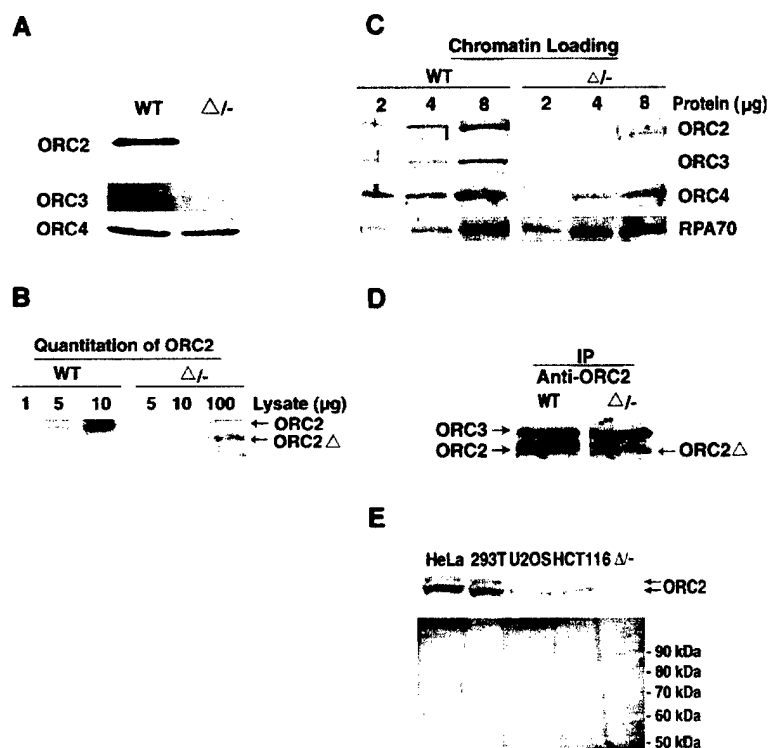 A
WT △/-
ORC2
ORC3
ORC4
B
Quantitation of ORC2
WT △/-
1 5 10 5 10 100 Lysate (µg)
← ORC2
← ORC2△
C
Chromatin Loading
WT △/-
2 4 8 2 4 8 Protein (µg)
ORC2
ORC3
ORC4
RPA70
D
IP
Anti-ORC2
WT △/-
ORC3→
ORC2→ ←ORC2△
E
HeLa 293T U2OS HCT116 Δ/-
ORC2
- 90 kDa
- 80 kDa
- 70 kDa
- 60 kDa
- 50 kDa